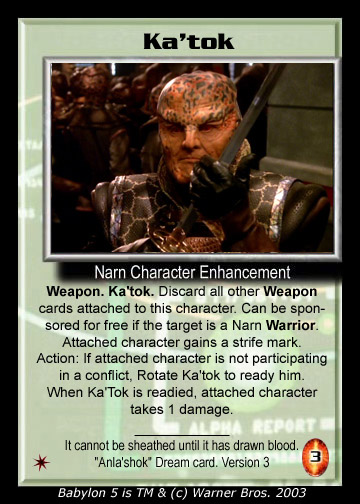 Ka'tok
Narn Character Enhancement
Weapon. Ka'tok. Discard all other Weapon
cards attached to this character. Can be spon-
sored for free if the target is a Narn Warrior.
Attached character gains a strife mark.
Action: If attached character is not participating
in a conflict, Rotate Ka'tok to ready him.
When Ka'Tok is readied, attached character
takes 1 damage.
It cannot be sheathed until it has drawn blood.
"Anla'shok" Dream card. Version 3
3
ALPHA REPORT
Babylon 5 is TM & (c) Warner Bros. 2003